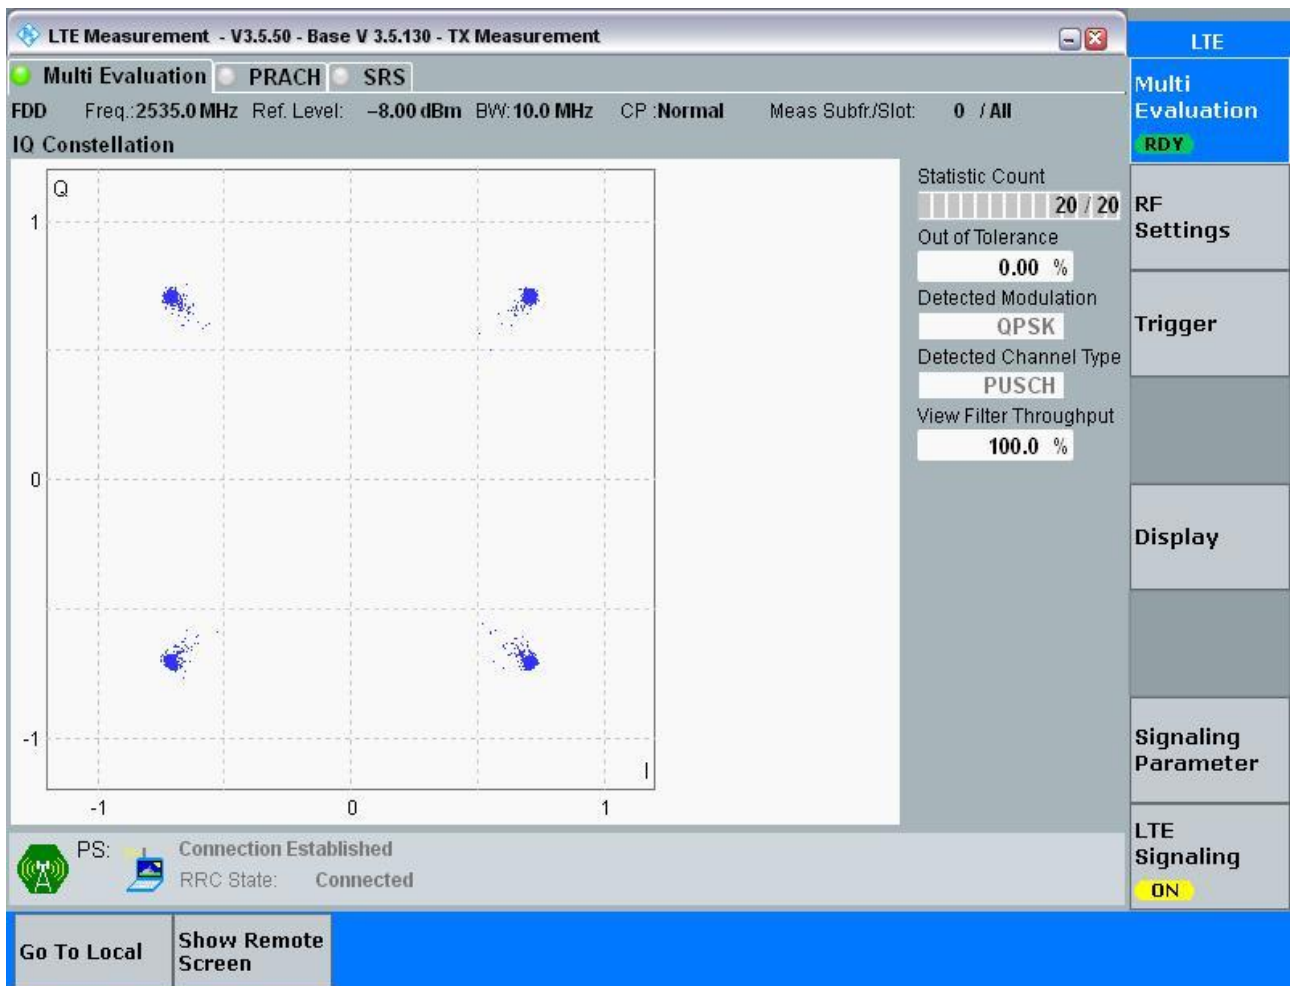 LTE Measurement - V3.5.50 - Base V 3.5.130 - TX Measurement
LTE
Multi Evaluation PRACH SRS
FDD Freq.:2535.0 MHz Ref. Level: −8.00 dBm BW:10.0 MHz CP :Normal Meas Subfr./Slot: 0 / All
IQ Constellation
Q
1
0
-1
-1 0 1
I
Statistic Count
20 / 20
Out of Tolerance
0.00 %
Detected Modulation
QPSK
Detected Channel Type
PUSCH
View Filter Throughput
100.0 %
Multi
Evaluation
RDY
RF
Settings
Trigger
Display
Signaling
Parameter
LTE
Signaling
ON
PS: Connection Established
RRC State: Connected
Go To Local
Show Remote
Screen